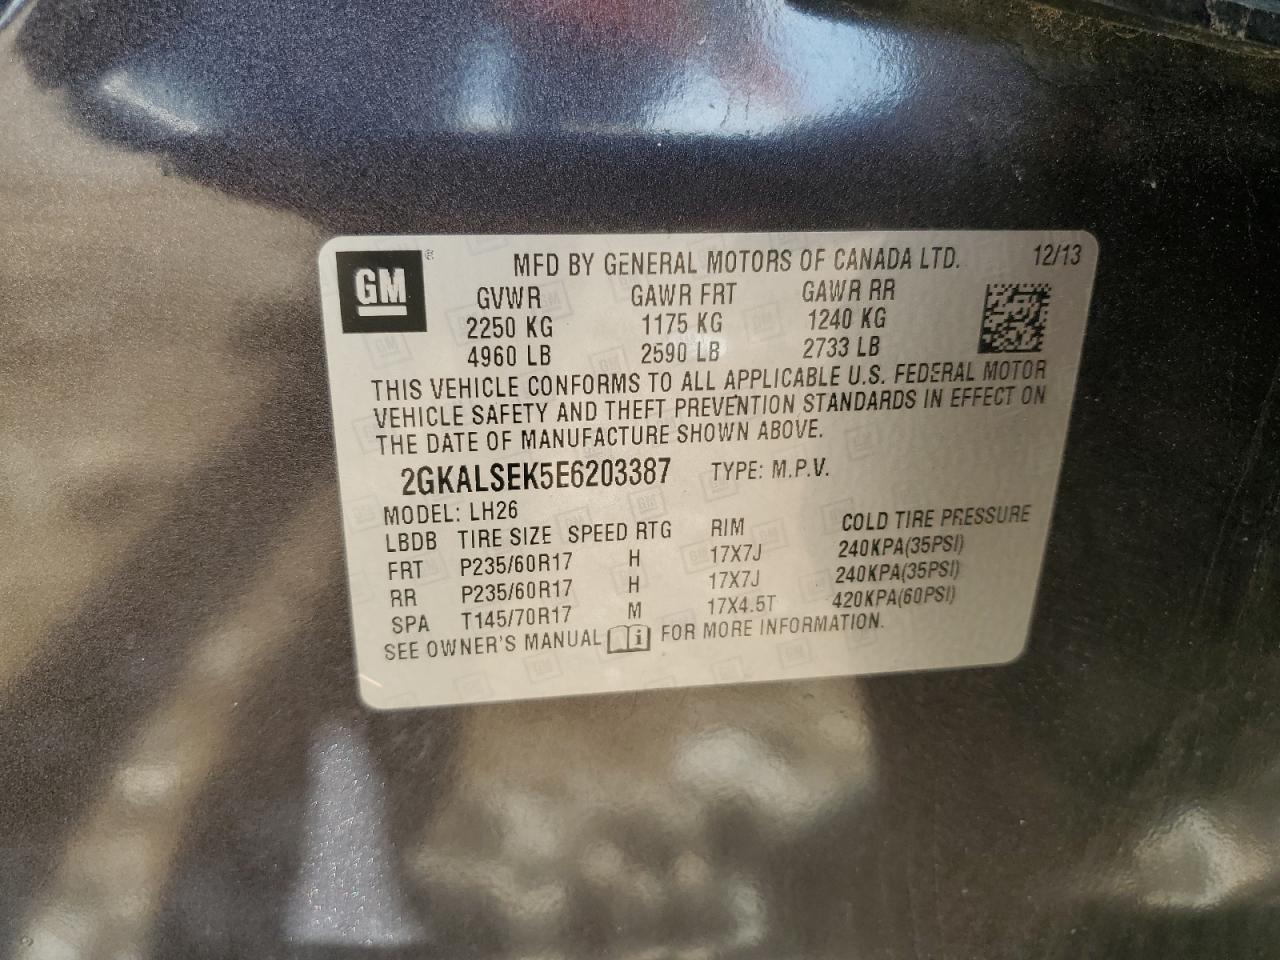 GM ® MFD BY GENERAL MOTORS OF CANADA LTD. 12/13
GVWR GAWR FRT GAWR RR
2250 KG 1175 KG 1240 KG
4960 LB 2590 LB 2733 LB
THIS VEHICLE CONFORMS TO ALL APPLICABLE U.S. FEDERAL MOTOR
VEHICLE SAFETY AND THEFT PREVENTION STANDARDS IN EFFECT ON
THE DATE OF MANUFACTURE SHOWN ABOVE.
2GKALSEK5E6203387 TYPE: M.P.V.
MODEL: LH26
LBDB TIRE SIZE SPEED RTG RIM COLD TIRE PRESSURE
FRT P235/60R17 H 17X7J 240KPA(35PSI)
RR P235/60R17 H 17X7J 240KPA(35PSI)
SPA T145/70R17 M 17X4.5T 420KPA(60PSI)
SEE OWNER'S MANUAL i FOR MORE INFORMATION.